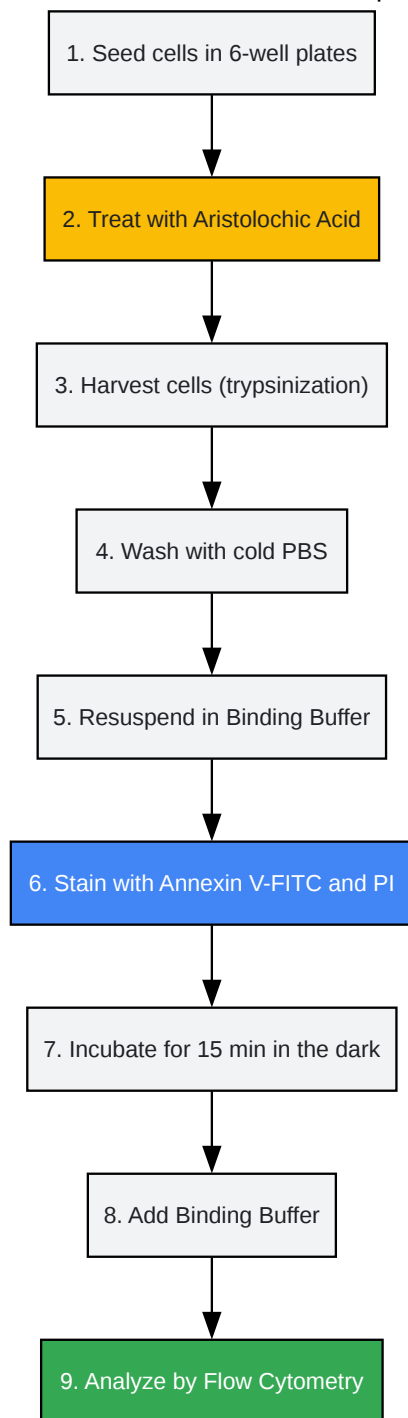 1. Seed cells in 6-well plates
2. Treat with Aristolochic Acid
3. Harvest cells (trypsinization)
4. Wash with cold PBS
5. Resuspend in Binding Buffer
6. Stain with Annexin V-FITC and PI
7. Incubate for 15 min in the dark
8. Add Binding Buffer
9. Analyze by Flow Cytometry